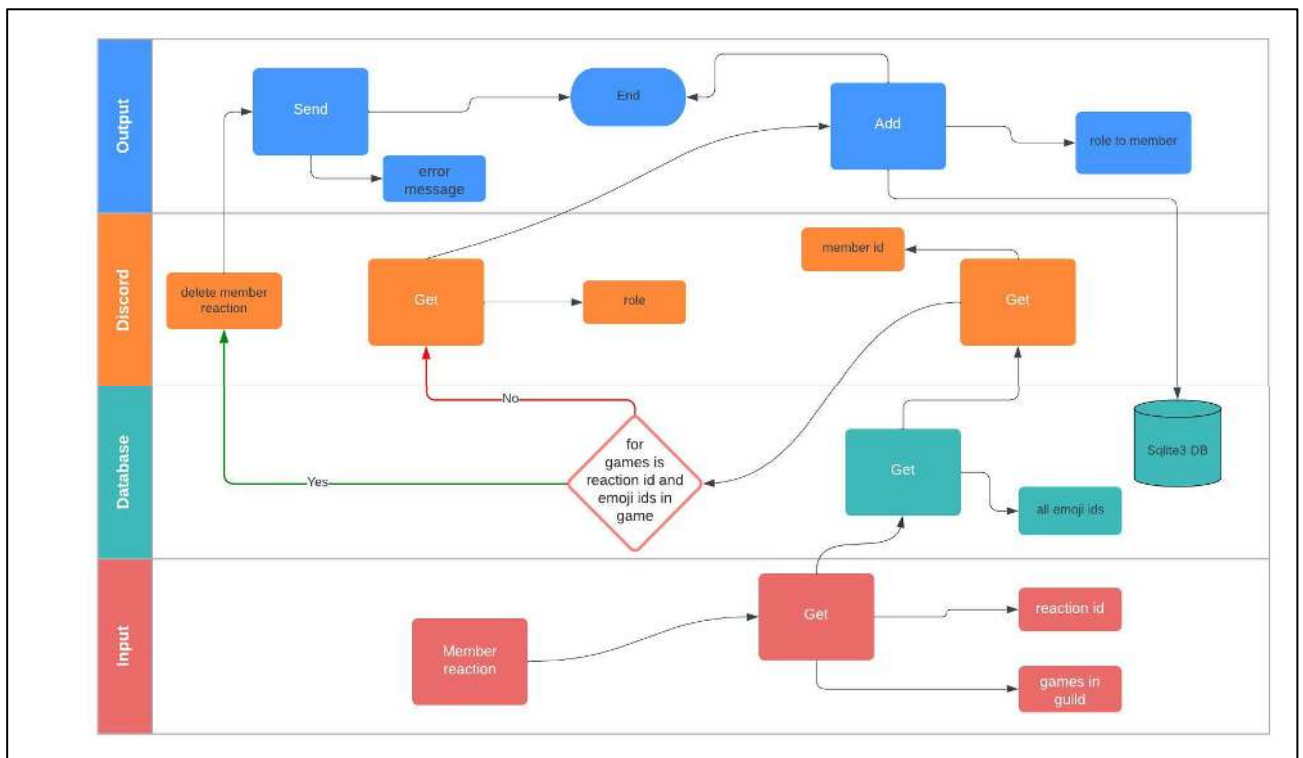 Output
Send
End
Add
role to member
error
message
Discord
member id
delete member
reaction
Get
role
Get
Database
No
Yes
for
games is
reaction id and
emoji ids in
game
Get
Sqlite3 DB
all emoji ids
Input
Member
reaction
Get
reaction id
games in
guild